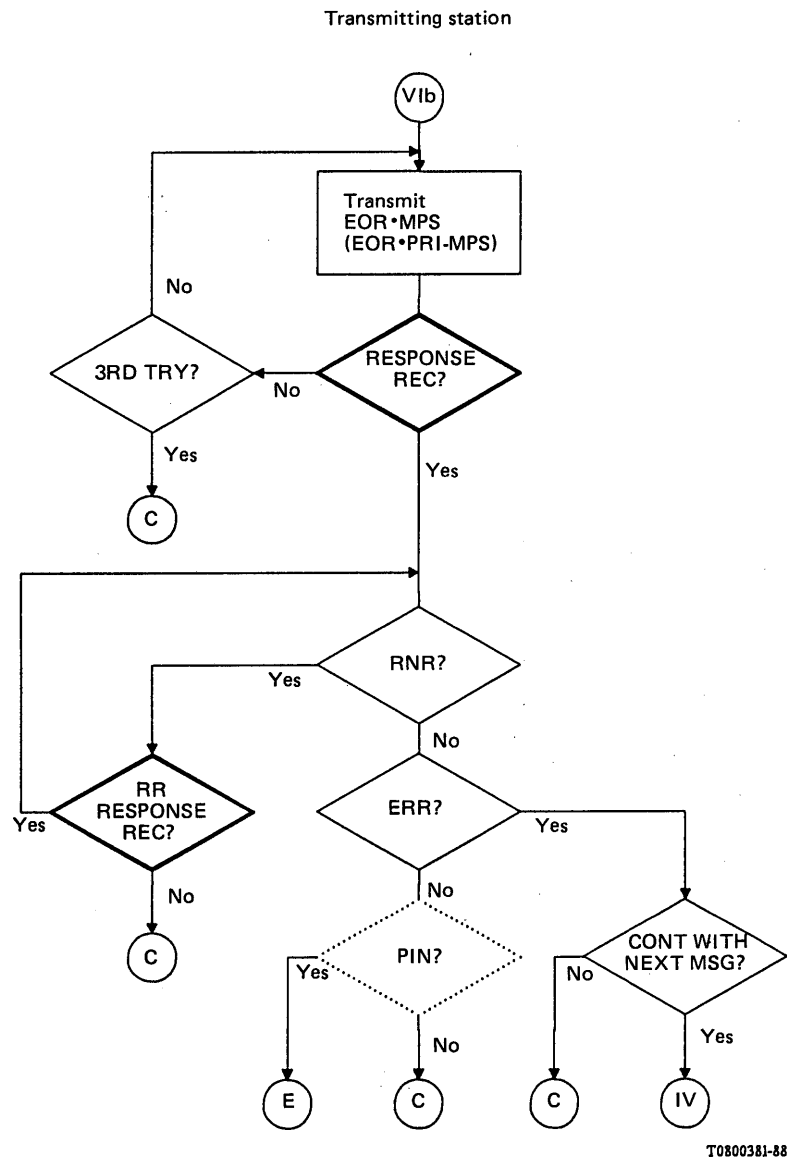 Transmitting station
VIb
Transmit
EOR•MPS
(EOR•PRI-MPS)
No
3RD TRY?
No
RESPONSE
REC?
Yes
Yes
C
RNR?
Yes
No
RR
RESPONSE
REC?
Yes
ERR?
Yes
No
No
C
PIN?
Yes
CONT WITH
NEXT MSG?
No
No
Yes
E
C
C
IV
T0800381-88